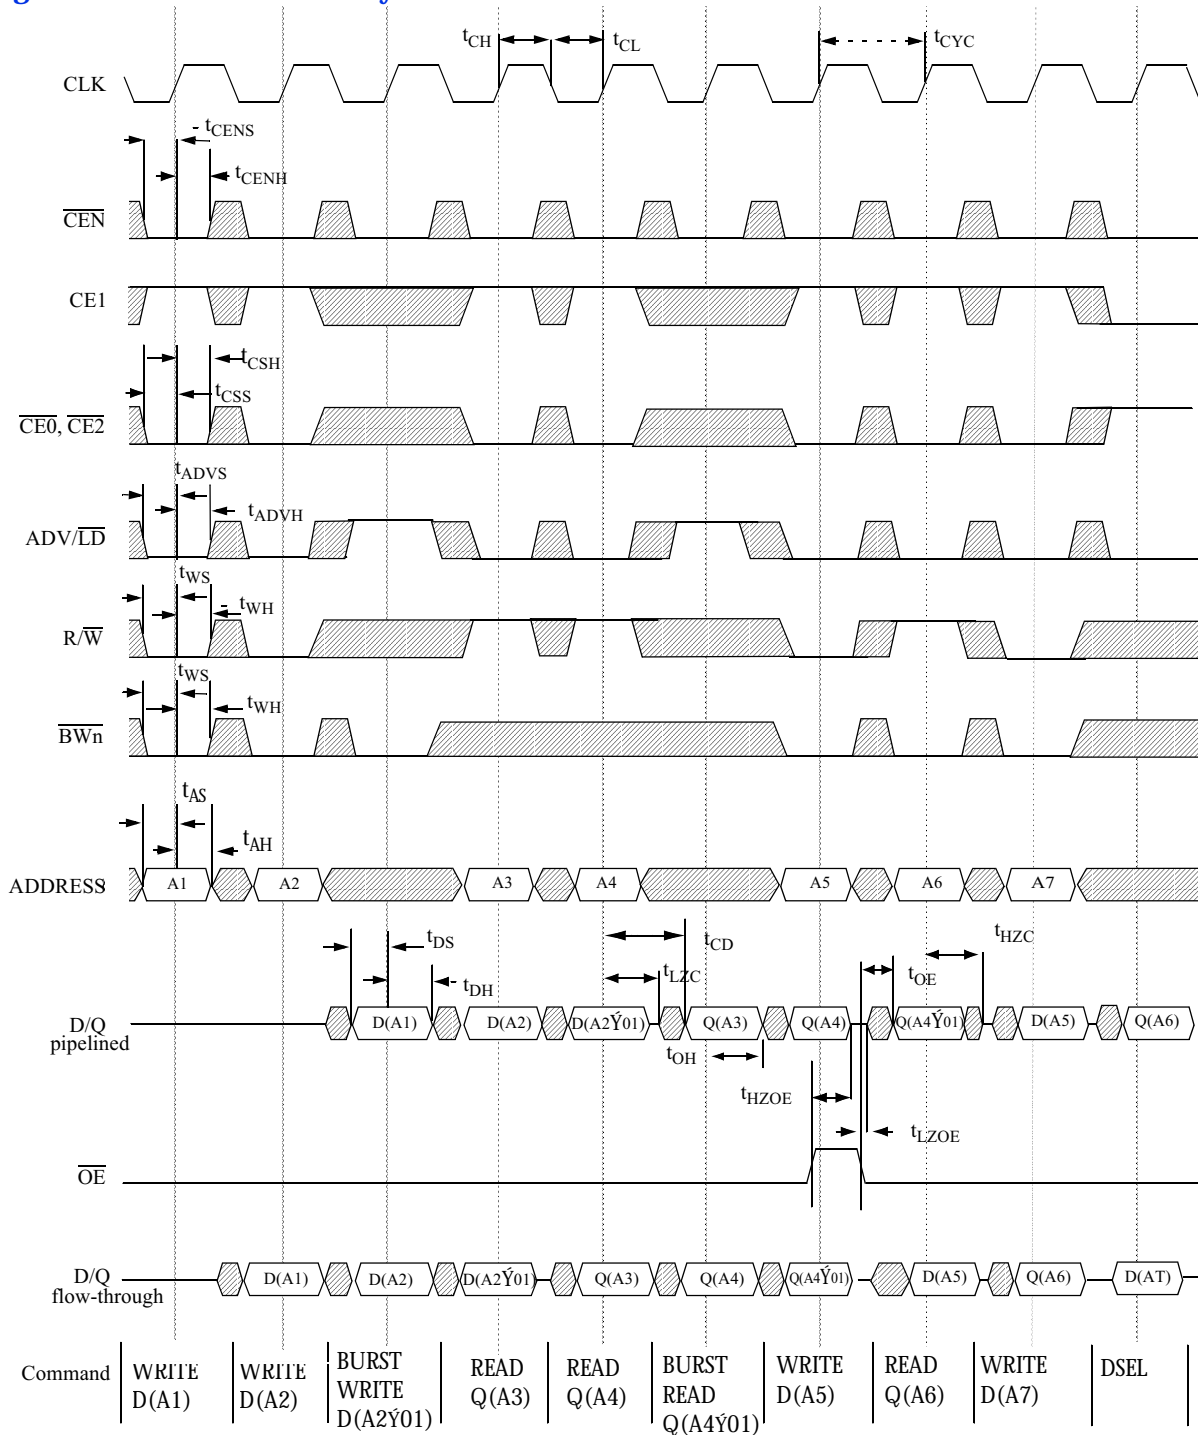 tCH
tCL
tCYC
CLK
tCENS
tCENH
CEN
CE1
tCSH
tCSS
CE0, CE2
tADVS
tADVH
ADV/LD
tWS
tWH
R/W
tWS
tWH
BWn
tAS
tAH
ADDRESS
A1 A2 A3 A4 A5 A6 A7
tDS
tCD
tHZC
tDH
tLZC
tOE
D/Q
pipelined
D(A1) D(A2) D(A2Ý01) Q(A3) Q(A4) Q(A4Ý01) D(A5) Q(A6)
tOH
tHZOE
tLZOE
OE
D/Q
flow-through
D(A1) D(A2) D(A2Ý01) Q(A3) Q(A4) Q(A4Ý01) D(A5) Q(A6) D(AT)
Command
WRITE
D(A1)
WRITE
D(A2)
BURST
WRITE
D(A2Ý01)
READ
Q(A3)
READ
Q(A4)
BURST
READ
Q(A4Ý01)
WRITE
D(A5)
READ
Q(A6)
WRITE
D(A7)
DSEL